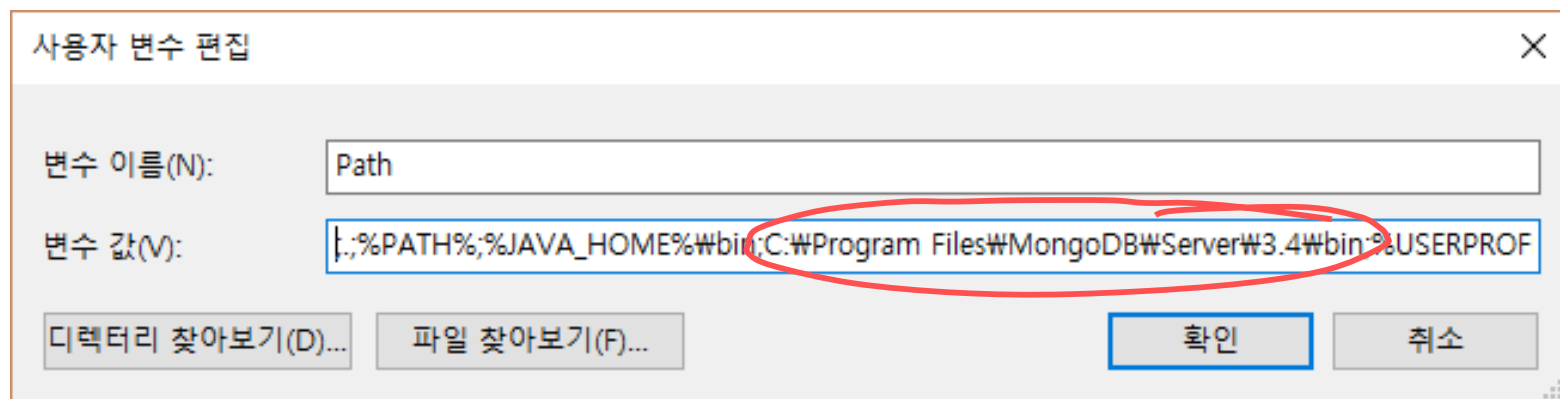 사용자 변수 편집
변수 이름(N): Path
변수 값(V): ;.;%PATH%;%JAVA_HOME%₩bin;C:₩Program Files₩MongoDB₩Server₩3.4₩bin;%USERPROF
디렉터리 찾아보기(D)... 파일 찾아보기(F)... 확인 취소